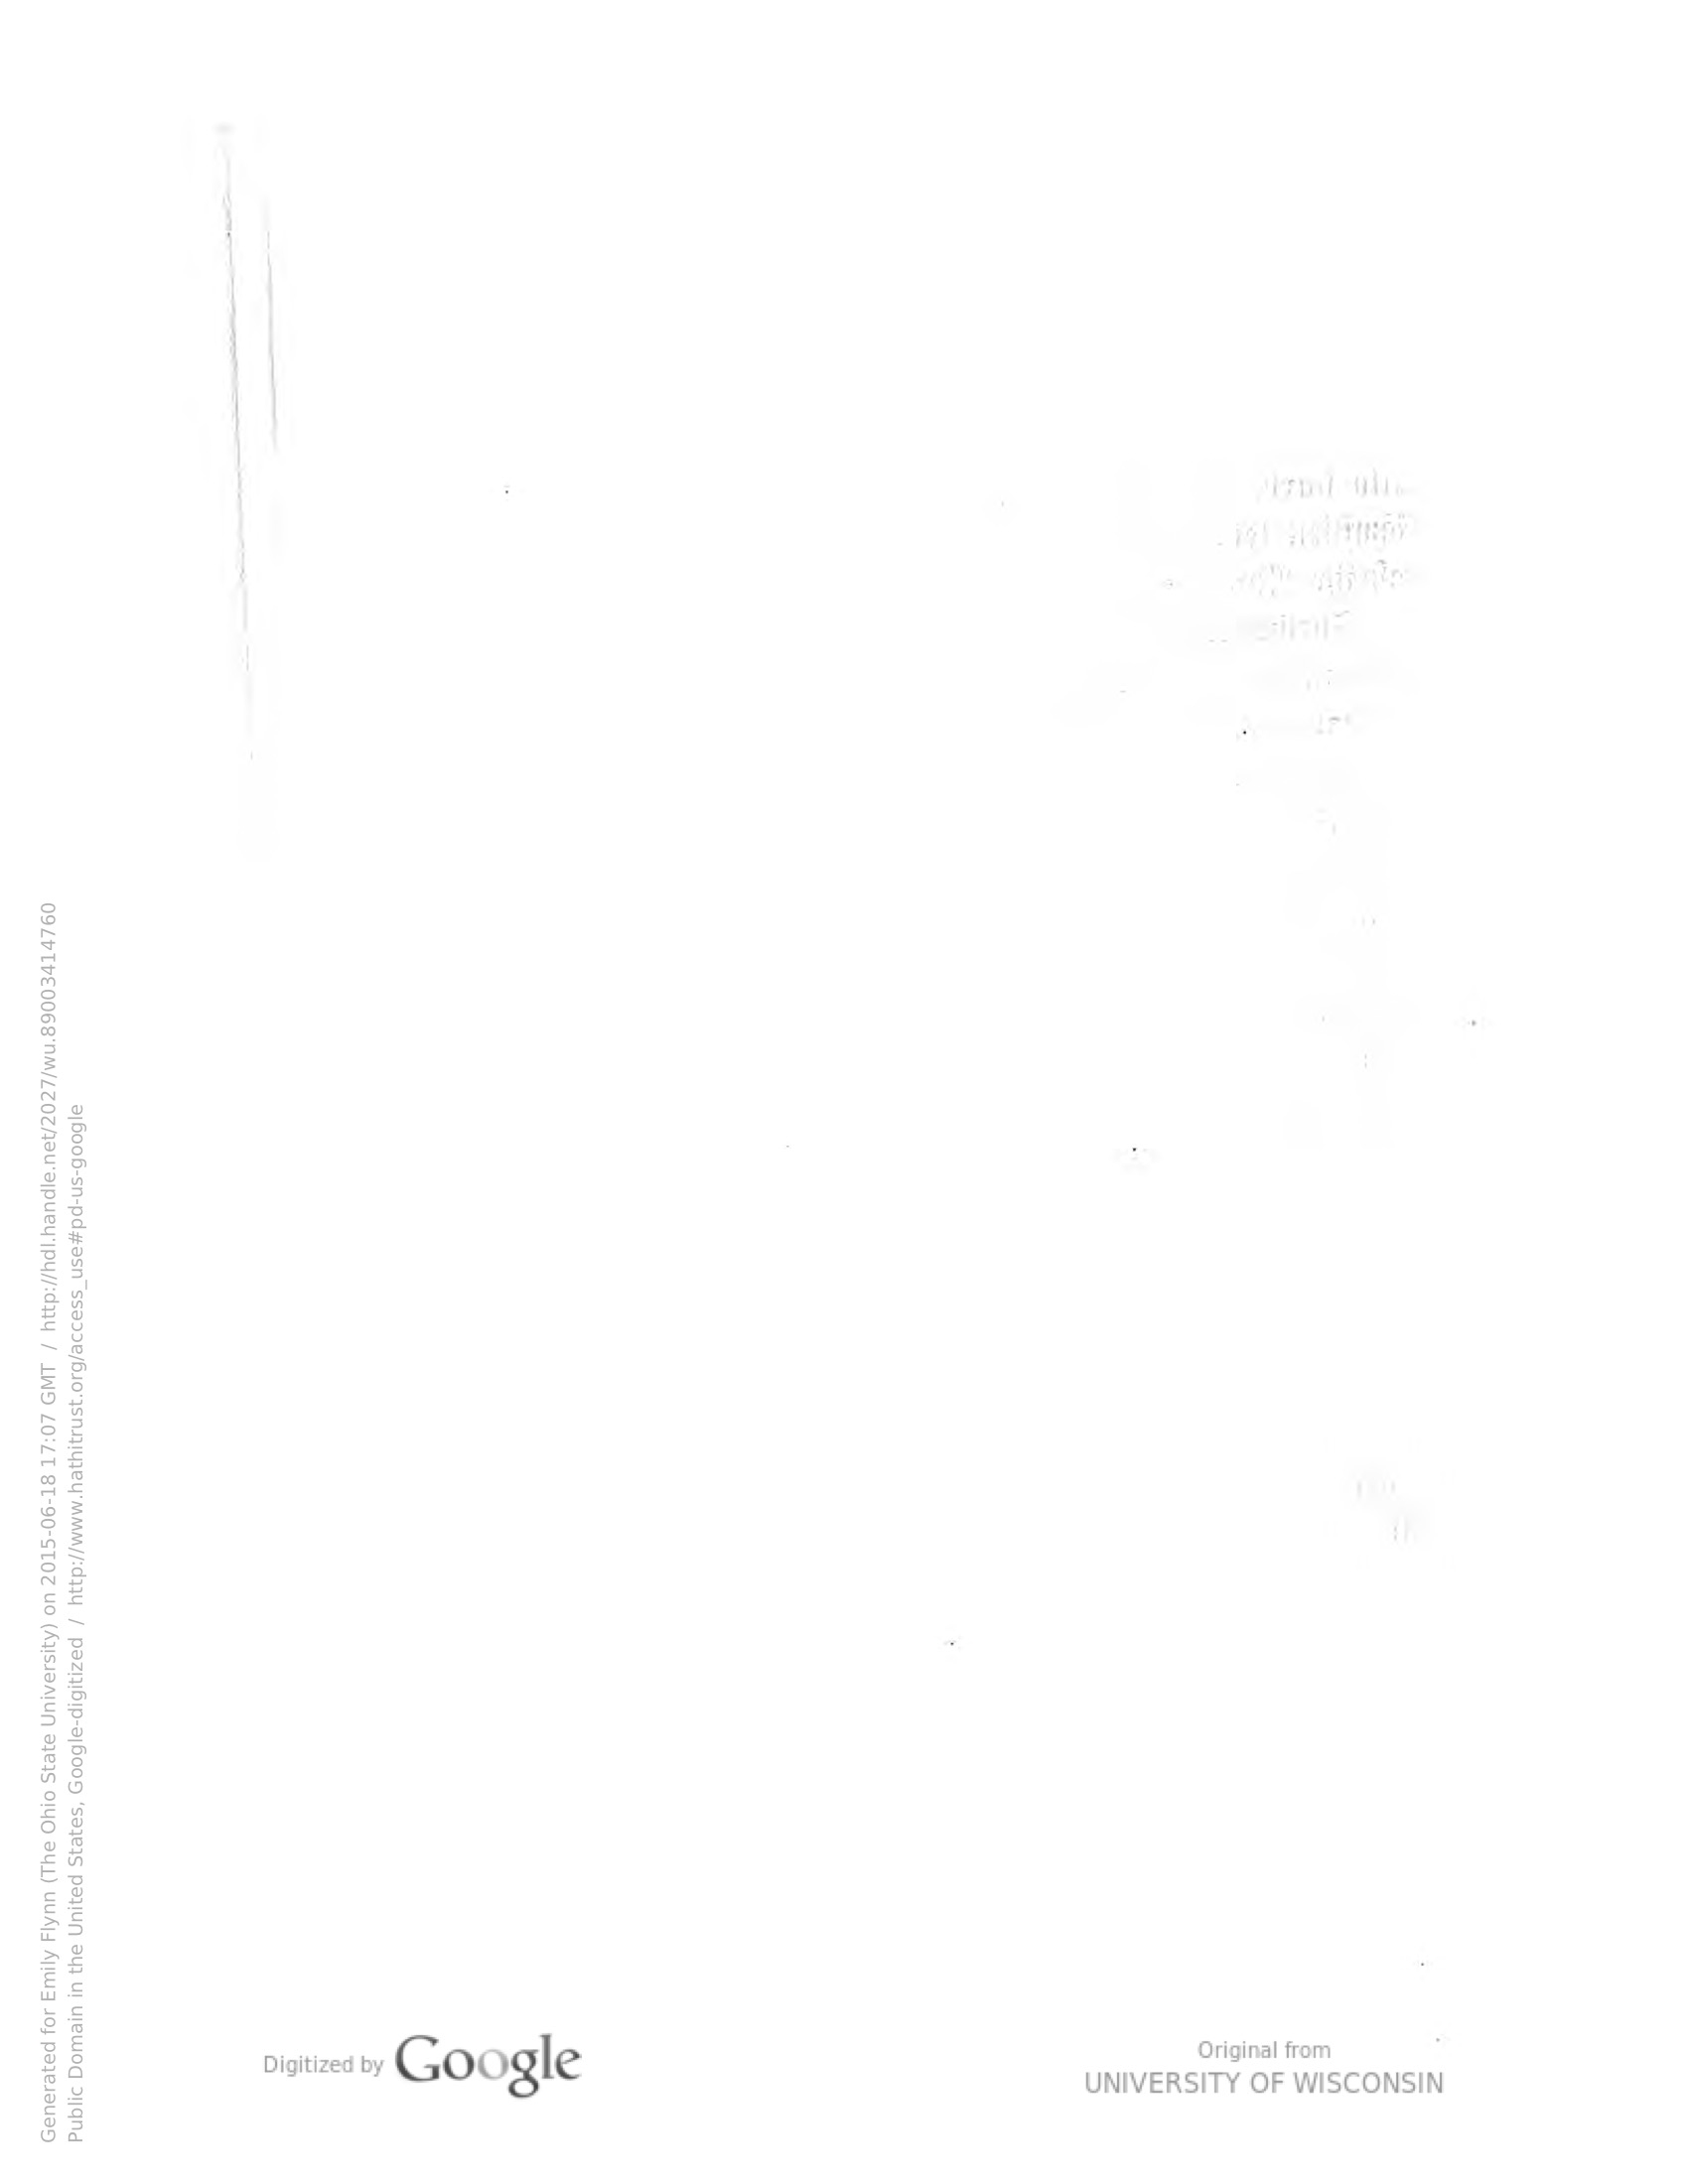 Generated for Emily Flynn (The Ohio State University) on 2015-06-18 17:07 GMT / http://hdl.handle.net/2027/wu.89003414760
Public Domain in the United States, Google-digitized / http://www.hathitrust.org/access_use#pd-us-google
Digitized by Google
Original from
UNIVERSITY OF WISCONSIN